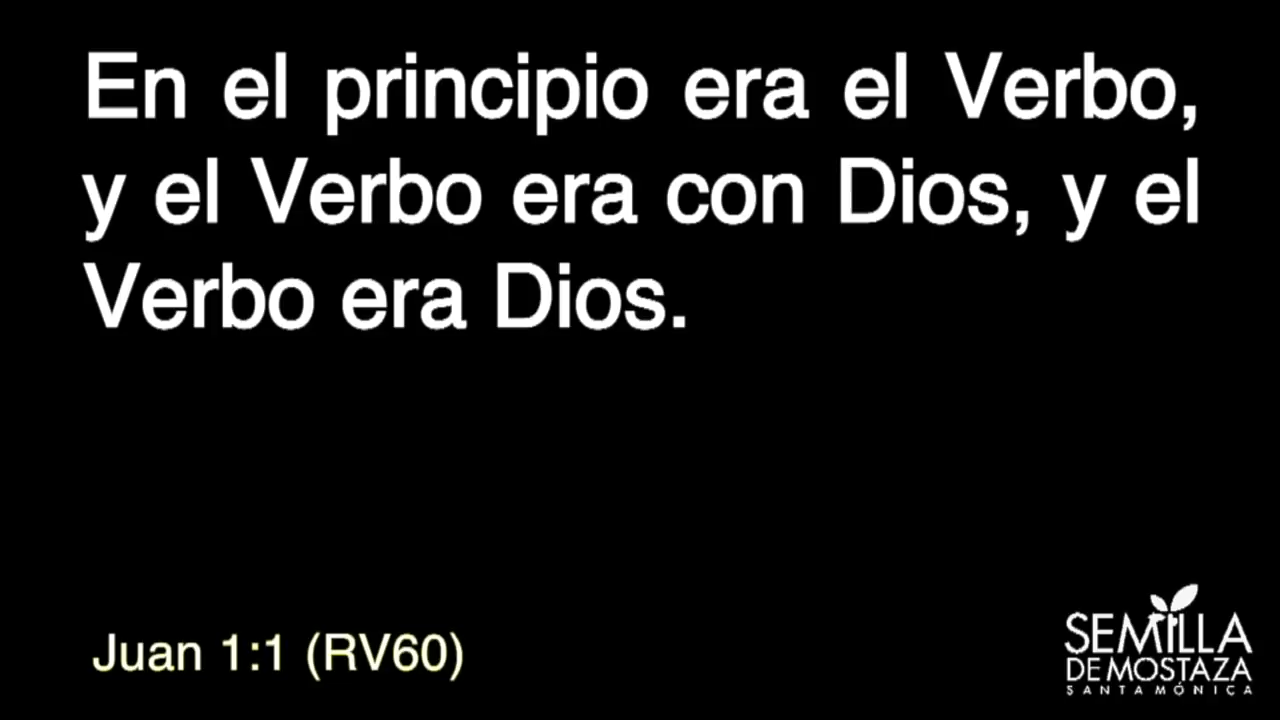 En el principio era el Verbo,
y el Verbo era con Dios, y el
Verbo era Dios.
Juan 1:1 (RV60)
SEMILLA
DE MOSTAZA
SANTA MÓNICA